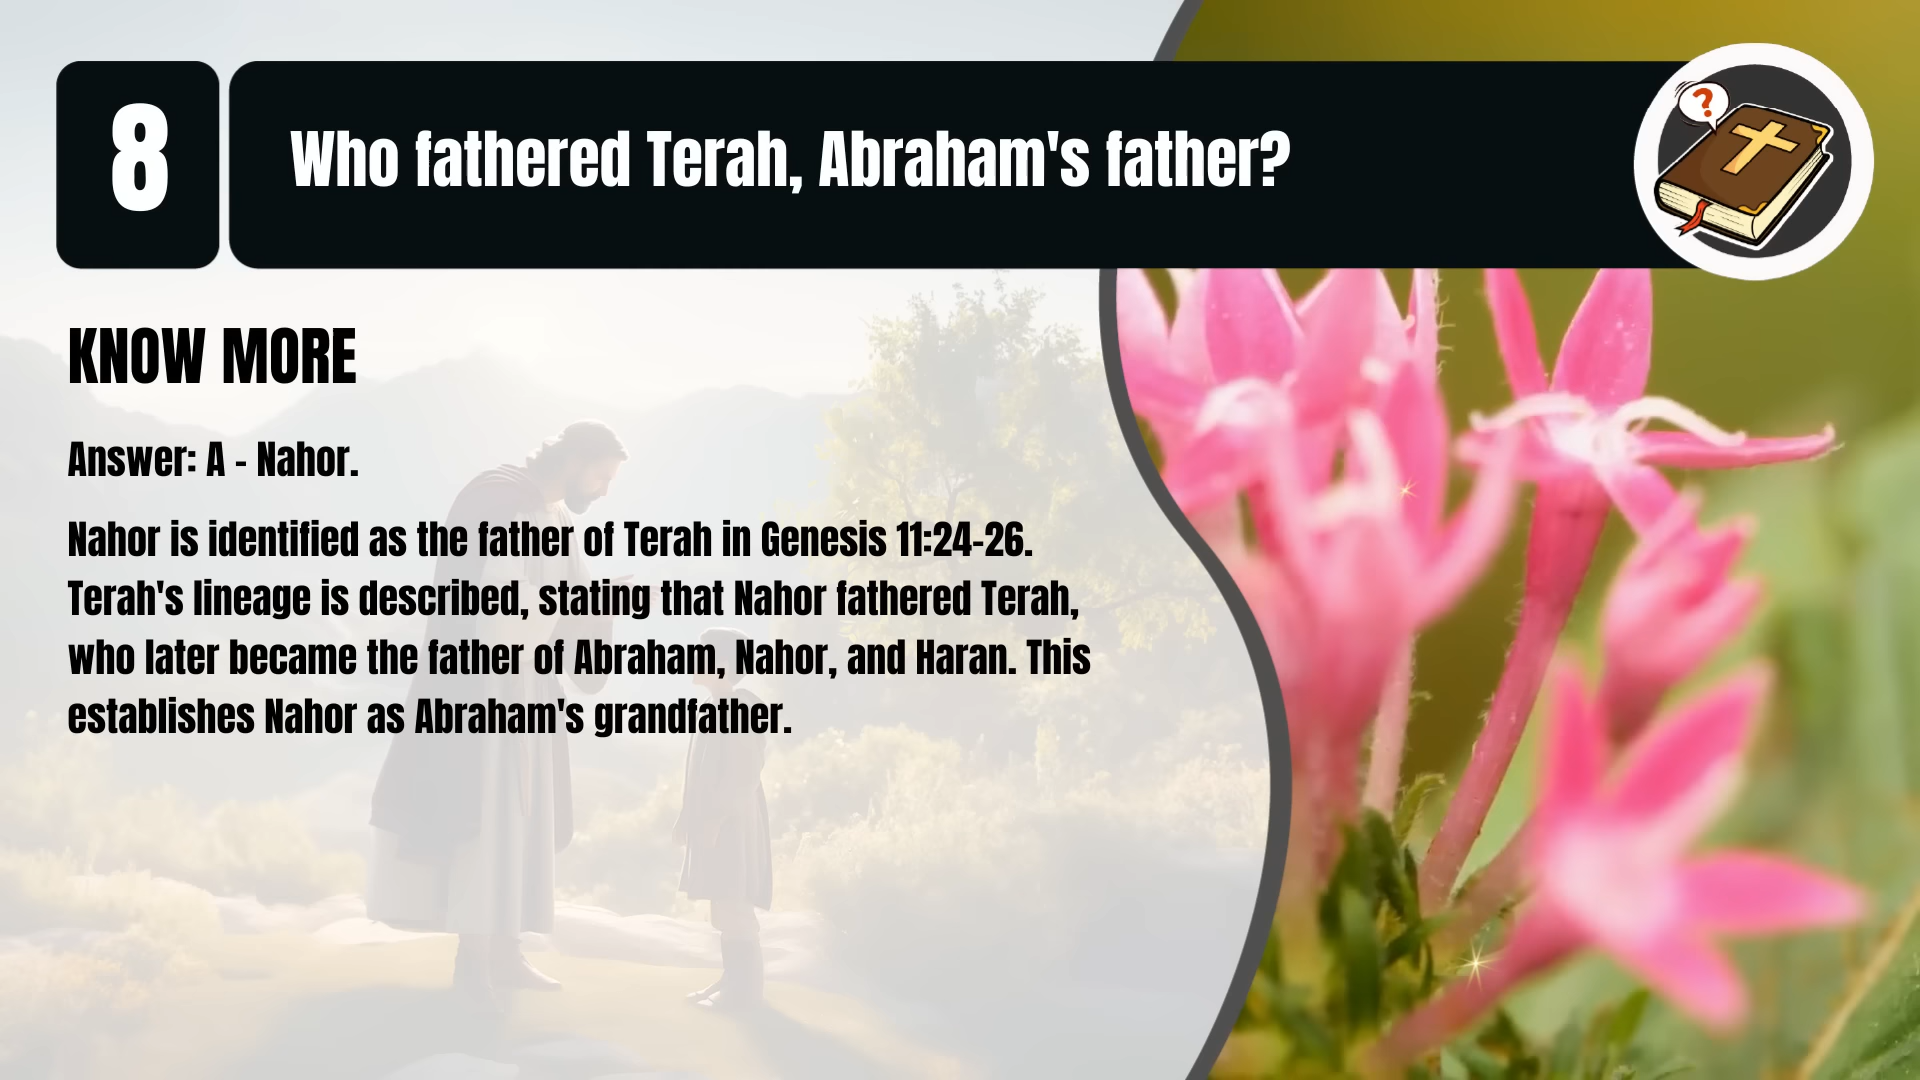 8
Who fathered Terah, Abraham's father?
?
KNOW MORE
Answer: A - Nahor.
Nahor is identified as the father of Terah in Genesis 11:24-26.
Terah's lineage is described, stating that Nahor fathered Terah,
who later became the father of Abraham, Nahor, and Haran. This
establishes Nahor as Abraham's grandfather.